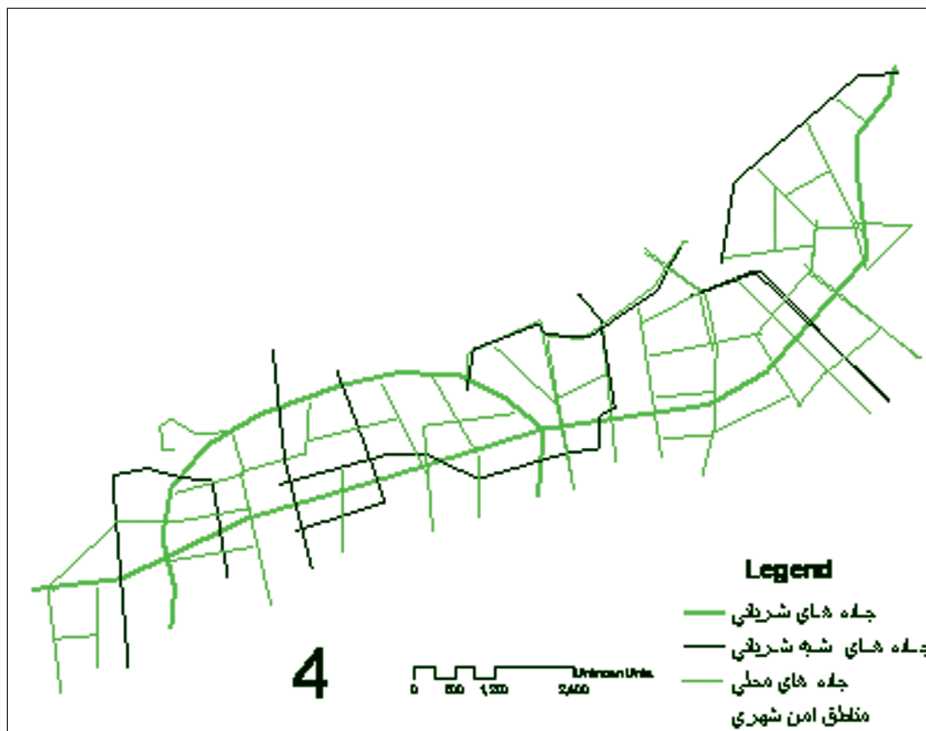 Legend
جاده های شریانی
جاده های شبه شریانی
جاده های محلی
مناطق امن شهری
4
Unknown Units
0 600 1,200 2,400